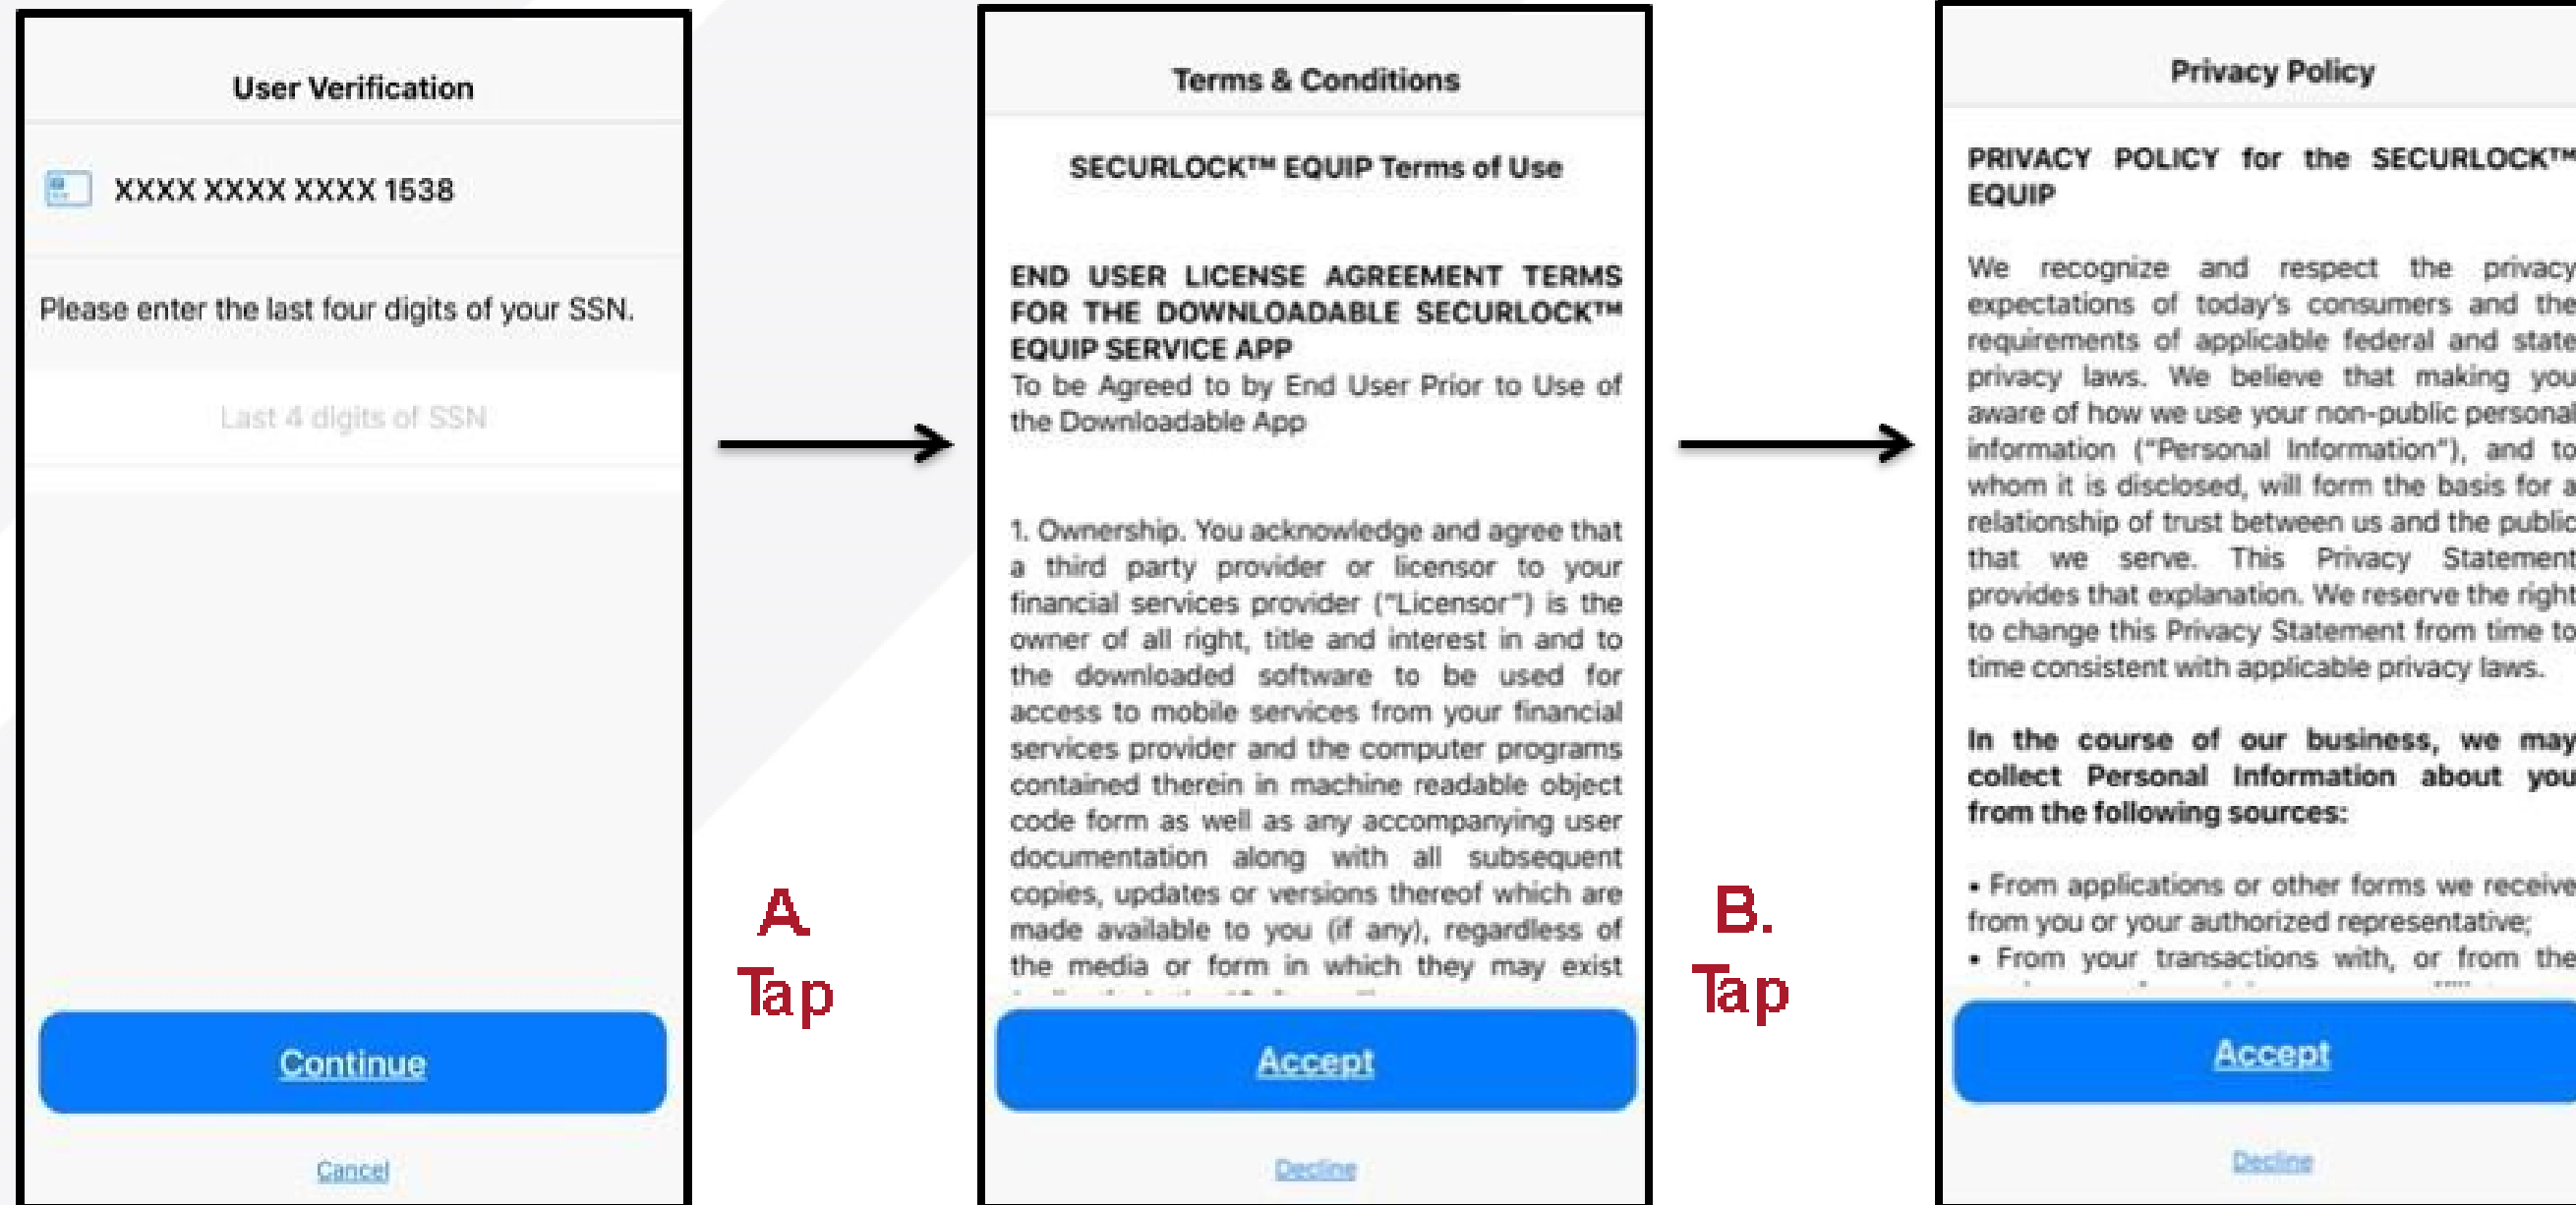 User Verification
XXXX XXXX XXXX 1538
Please enter the last four digits of your SSN.
Last 4 digits of SSN
Continue
Cancel
A.
Tap
Terms & Conditions
SECURLOCK™ EQUIP Terms of Use
END USER LICENSE AGREEMENT TERMS
FOR THE DOWNLOADABLE SECURLOCK™
EQUIP SERVICE APP
To be Agreed to by End User Prior to Use of
the Downloadable App
1. Ownership. You acknowledge and agree that
a third party provider or licensor to your
financial services provider ("Licensor") is the
owner of all right, title and interest in and to
the downloaded software to be used for
access to mobile services from your financial
services provider and the computer programs
contained therein in machine readable object
code form as well as any accompanying user
documentation along with all subsequent
copies, updates or versions thereof which are
made available to you (if any), regardless of
the media or form in which they may exist
Accept
Decline
B.
Tap
Privacy Policy
PRIVACY POLICY for the SECURLOCK™
EQUIP
We recognize and respect the privacy
expectations of today's consumers and the
requirements of applicable federal and state
privacy laws. We believe that making you
aware of how we use your non-public personal
information ("Personal Information"), and to
whom it is disclosed, will form the basis for a
relationship of trust between us and the public
that we serve. This Privacy Statement
provides that explanation. We reserve the right
to change this Privacy Statement from time to
time consistent with applicable privacy laws.
In the course of our business, we may
collect Personal Information about you
from the following sources:
• From applications or other forms we receive
from you or your authorized representative;
• From your transactions with, or from the
Accept
Decline